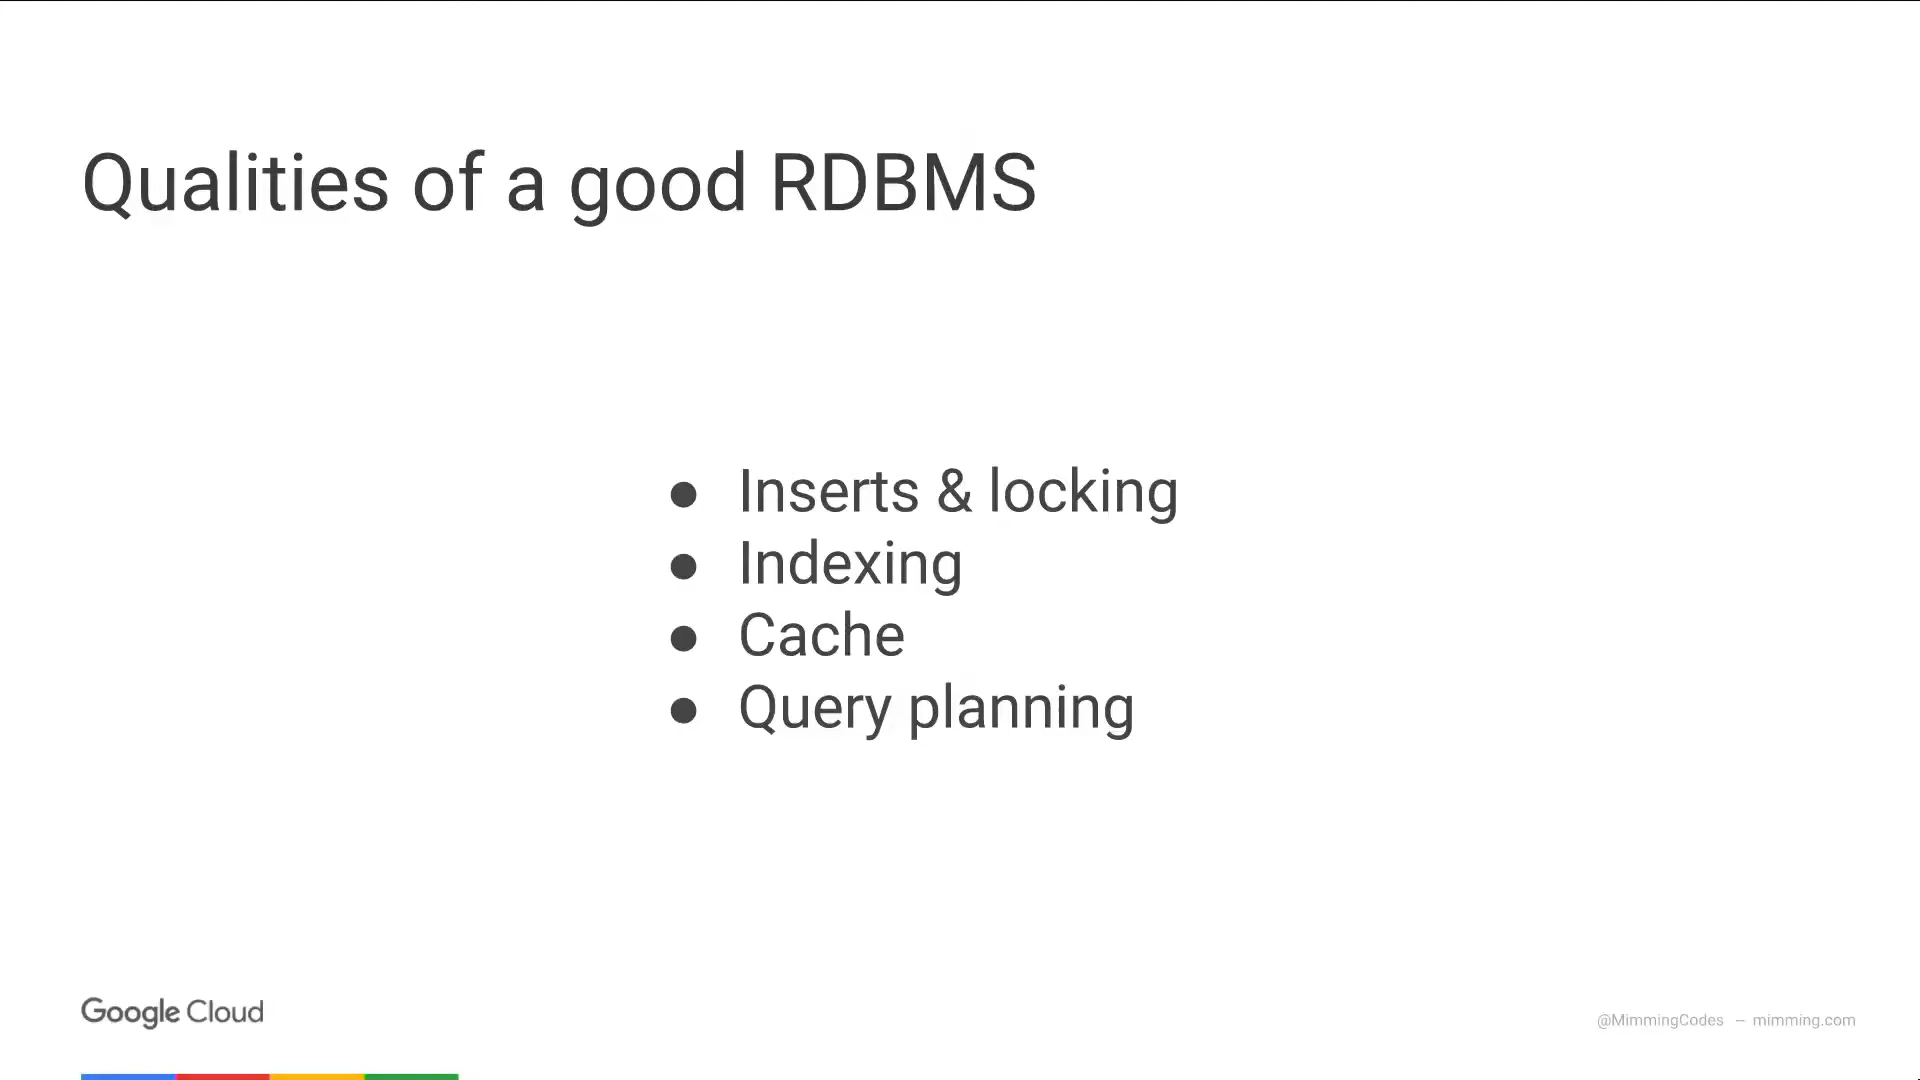 Qualities of a good RDBMS
● Inserts & locking
● Indexing
● Cache
● Query planning
Google Cloud
@MimmingCodes – mimming.com